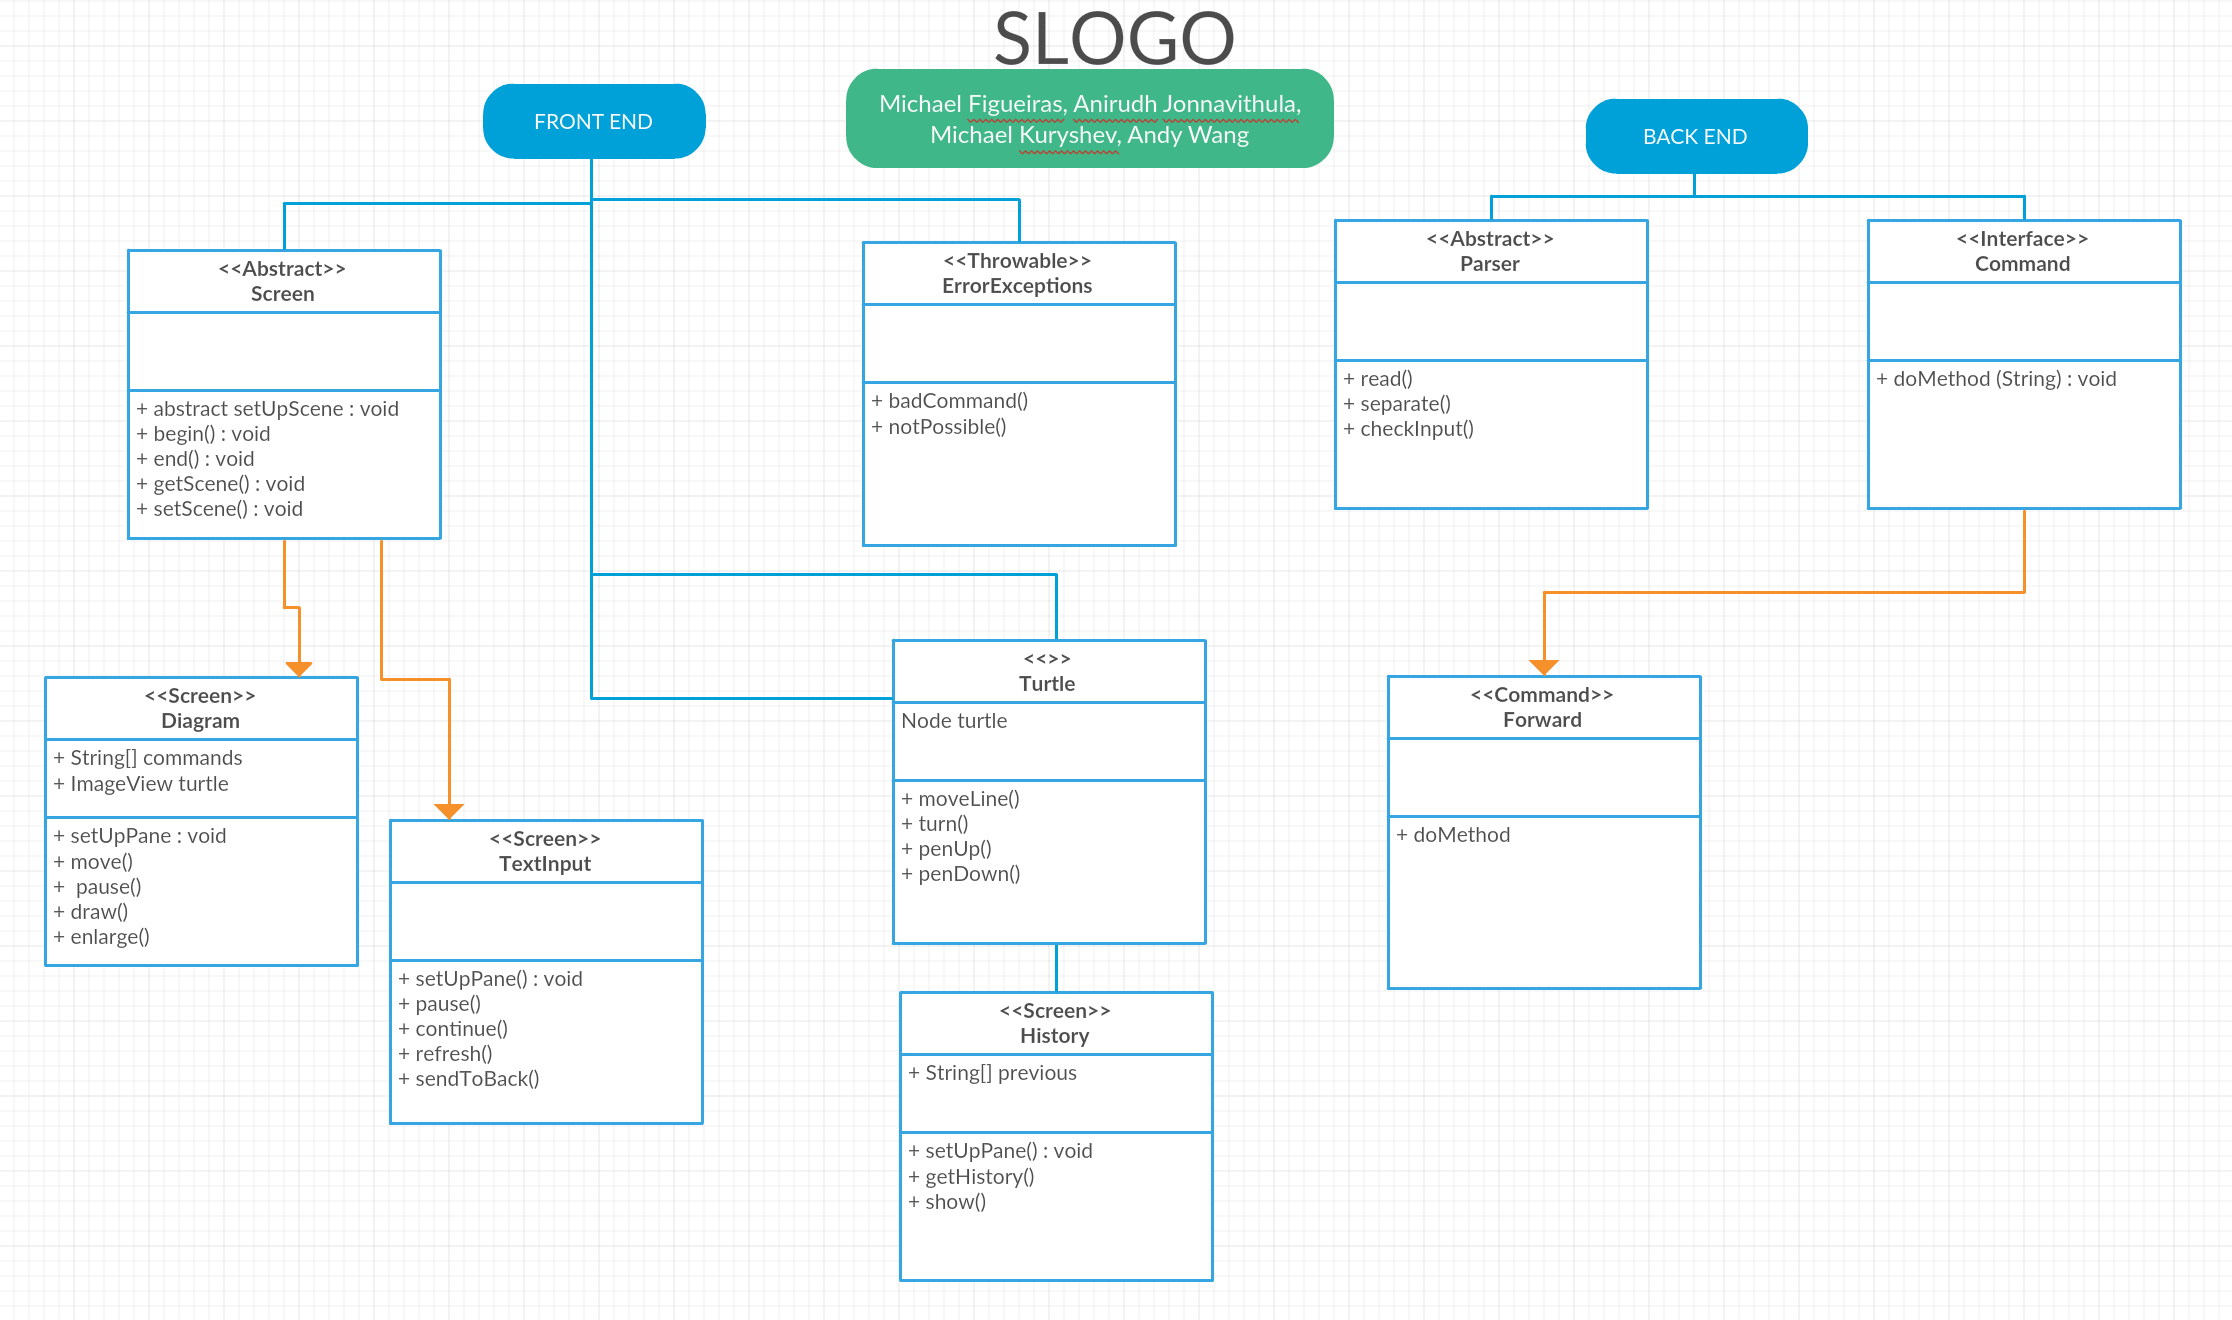 SLOGO
FRONT END
Michael Figueiras, Anirudh Jonnavithula,
Michael Kuryshev, Andy Wang
BACK END
<<Abstract>>
Screen
+ abstract setUpScene : void
+ begin() : void
+ end() : void
+ getScene() : void
+ setScene() : void
<<Throwable>>
ErrorExceptions
+ badCommand()
+ notPossible()
<<Abstract>>
Parser
+ read()
+ separate()
+ checkInput()
<<Interface>>
Command
+ doMethod (String) : void
<<Screen>>
Diagram
+ String[] commands
+ ImageView turtle
+ setUpPane : void
+ move()
+  pause()
+ draw()
+ enlarge()
<<Screen>>
TextInput
+ setUpPane() : void
+ pause()
+ continue()
+ refresh()
+ sendToBack()
<<>>
Turtle
Node turtle
+ moveLine()
+ turn()
+ penUp()
+ penDown()
<<Screen>>
History
+ String[] previous
+ setUpPane() : void
+ getHistory()
+ show()
<<Command>>
Forward
+ doMethod